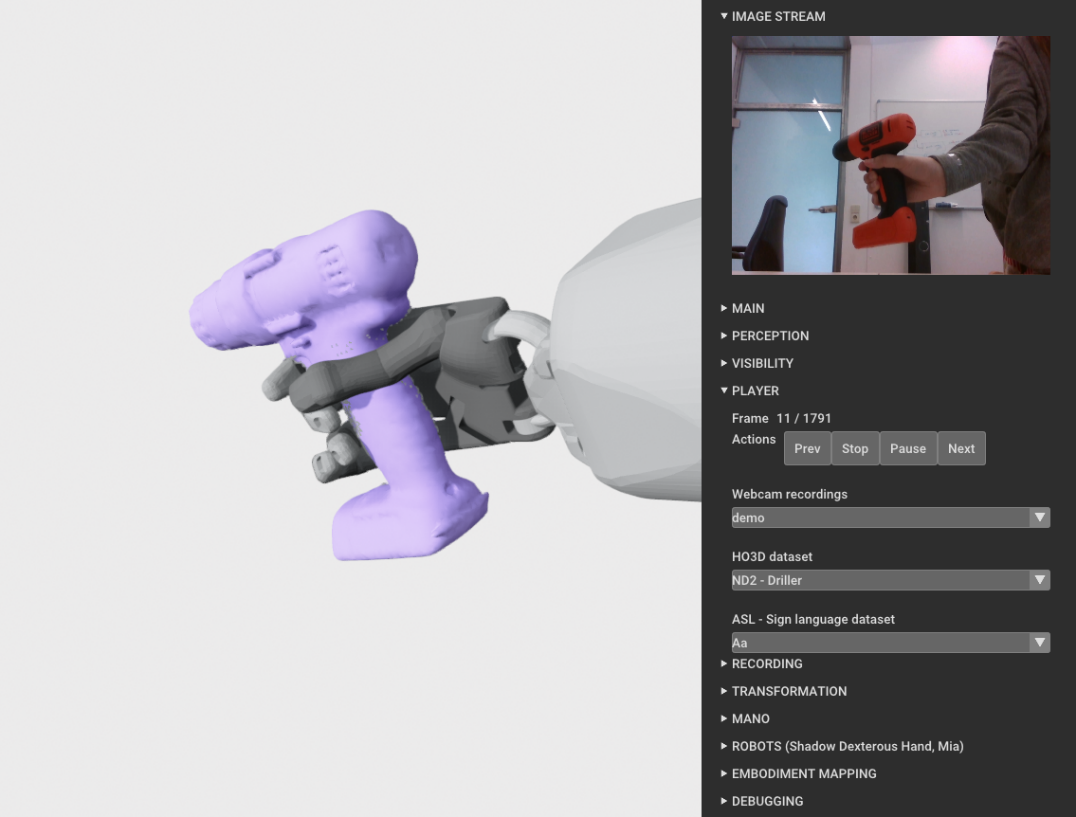 IMAGE STREAM
MAIN
PERCEPTION
VISIBILITY
PLAYER
Frame 11 / 1791
Actions Prev Stop Pause Next
Webcam recordings
demo
HO3D dataset
ND2 - Driller
ASL - Sign language dataset
Aa
RECORDING
TRANSFORMATION
MANO
ROBOTS (Shadow Dexterous Hand, Mia)
EMBODIMENT MAPPING
DEBUGGING